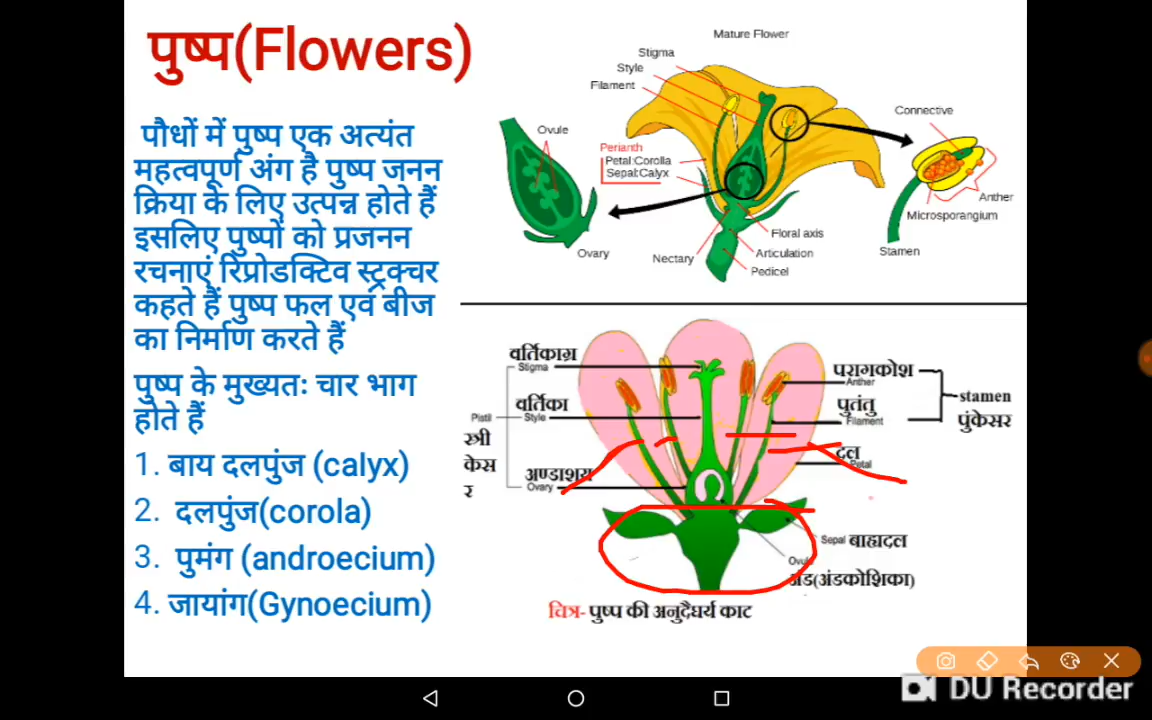 पुष्प(Flowers)
पौधों में पुष्प एक अत्यंत
महत्वपूर्ण अंग है पुष्प जनन
क्रिया के लिए उत्पन्न होते हैं
इसलिए पुष्पों को प्रजनन
रचनाएं रिप्रोडक्टिव स्ट्रक्चर
कहते हैं पुष्प फल एवं बीज
का निर्माण करते हैं
पुष्प के मुख्यतः चार भाग
होते हैं
1. बाय दलपुंज (calyx)
2. दलपुंज(corola)
3. पुमंग (androecium)
4. जायांग(Gynoecium)
Mature Flower
Stigma
Style
Filament
Ovule
Perianth
Petal:Corolla
Sepal:Calyx
Connective
Anther
Microsporangium
Stamen
Floral axis
Articulation
Pedicel
Nectary
Ovary
वर्तिकाग्र
Stigma
वर्तिका
Style
Pistil
स्त्री
केस
र
अण्डाशय
Ovary
परागकोश
Anther
पुतंतु
Filament
stamen
पुंकेसर
दल
Petal
Sepal बाह्यदल
Ovule
अंड(अंडकोशिका)
चित्र- पुष्प की अनुदैर्घ्य काट
DU Recorder